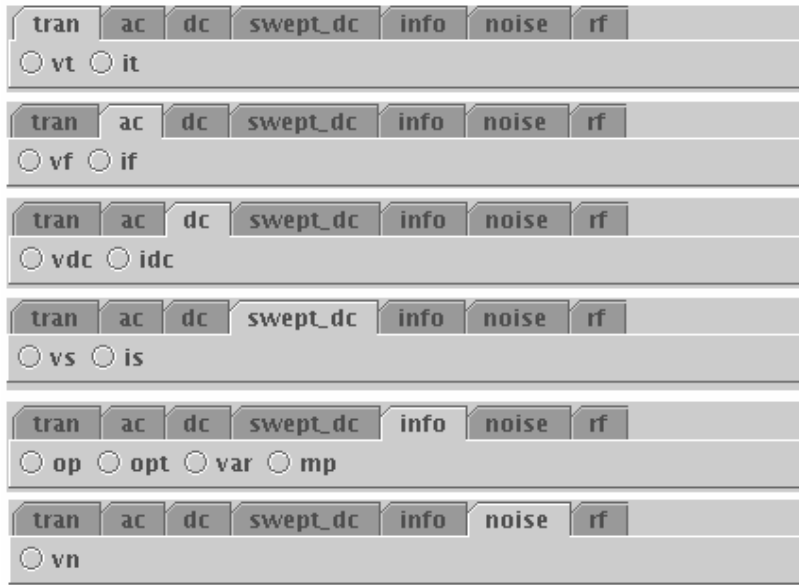 tran ac dc swept_dc info noise rf
vt it
tran ac dc swept_dc info noise rf
vf if
tran ac dc swept_dc info noise rf
vdc idc
tran ac dc swept_dc info noise rf
vs is
tran ac dc swept_dc info noise rf
op opt var mp
tran ac dc swept_dc info noise rf
vn